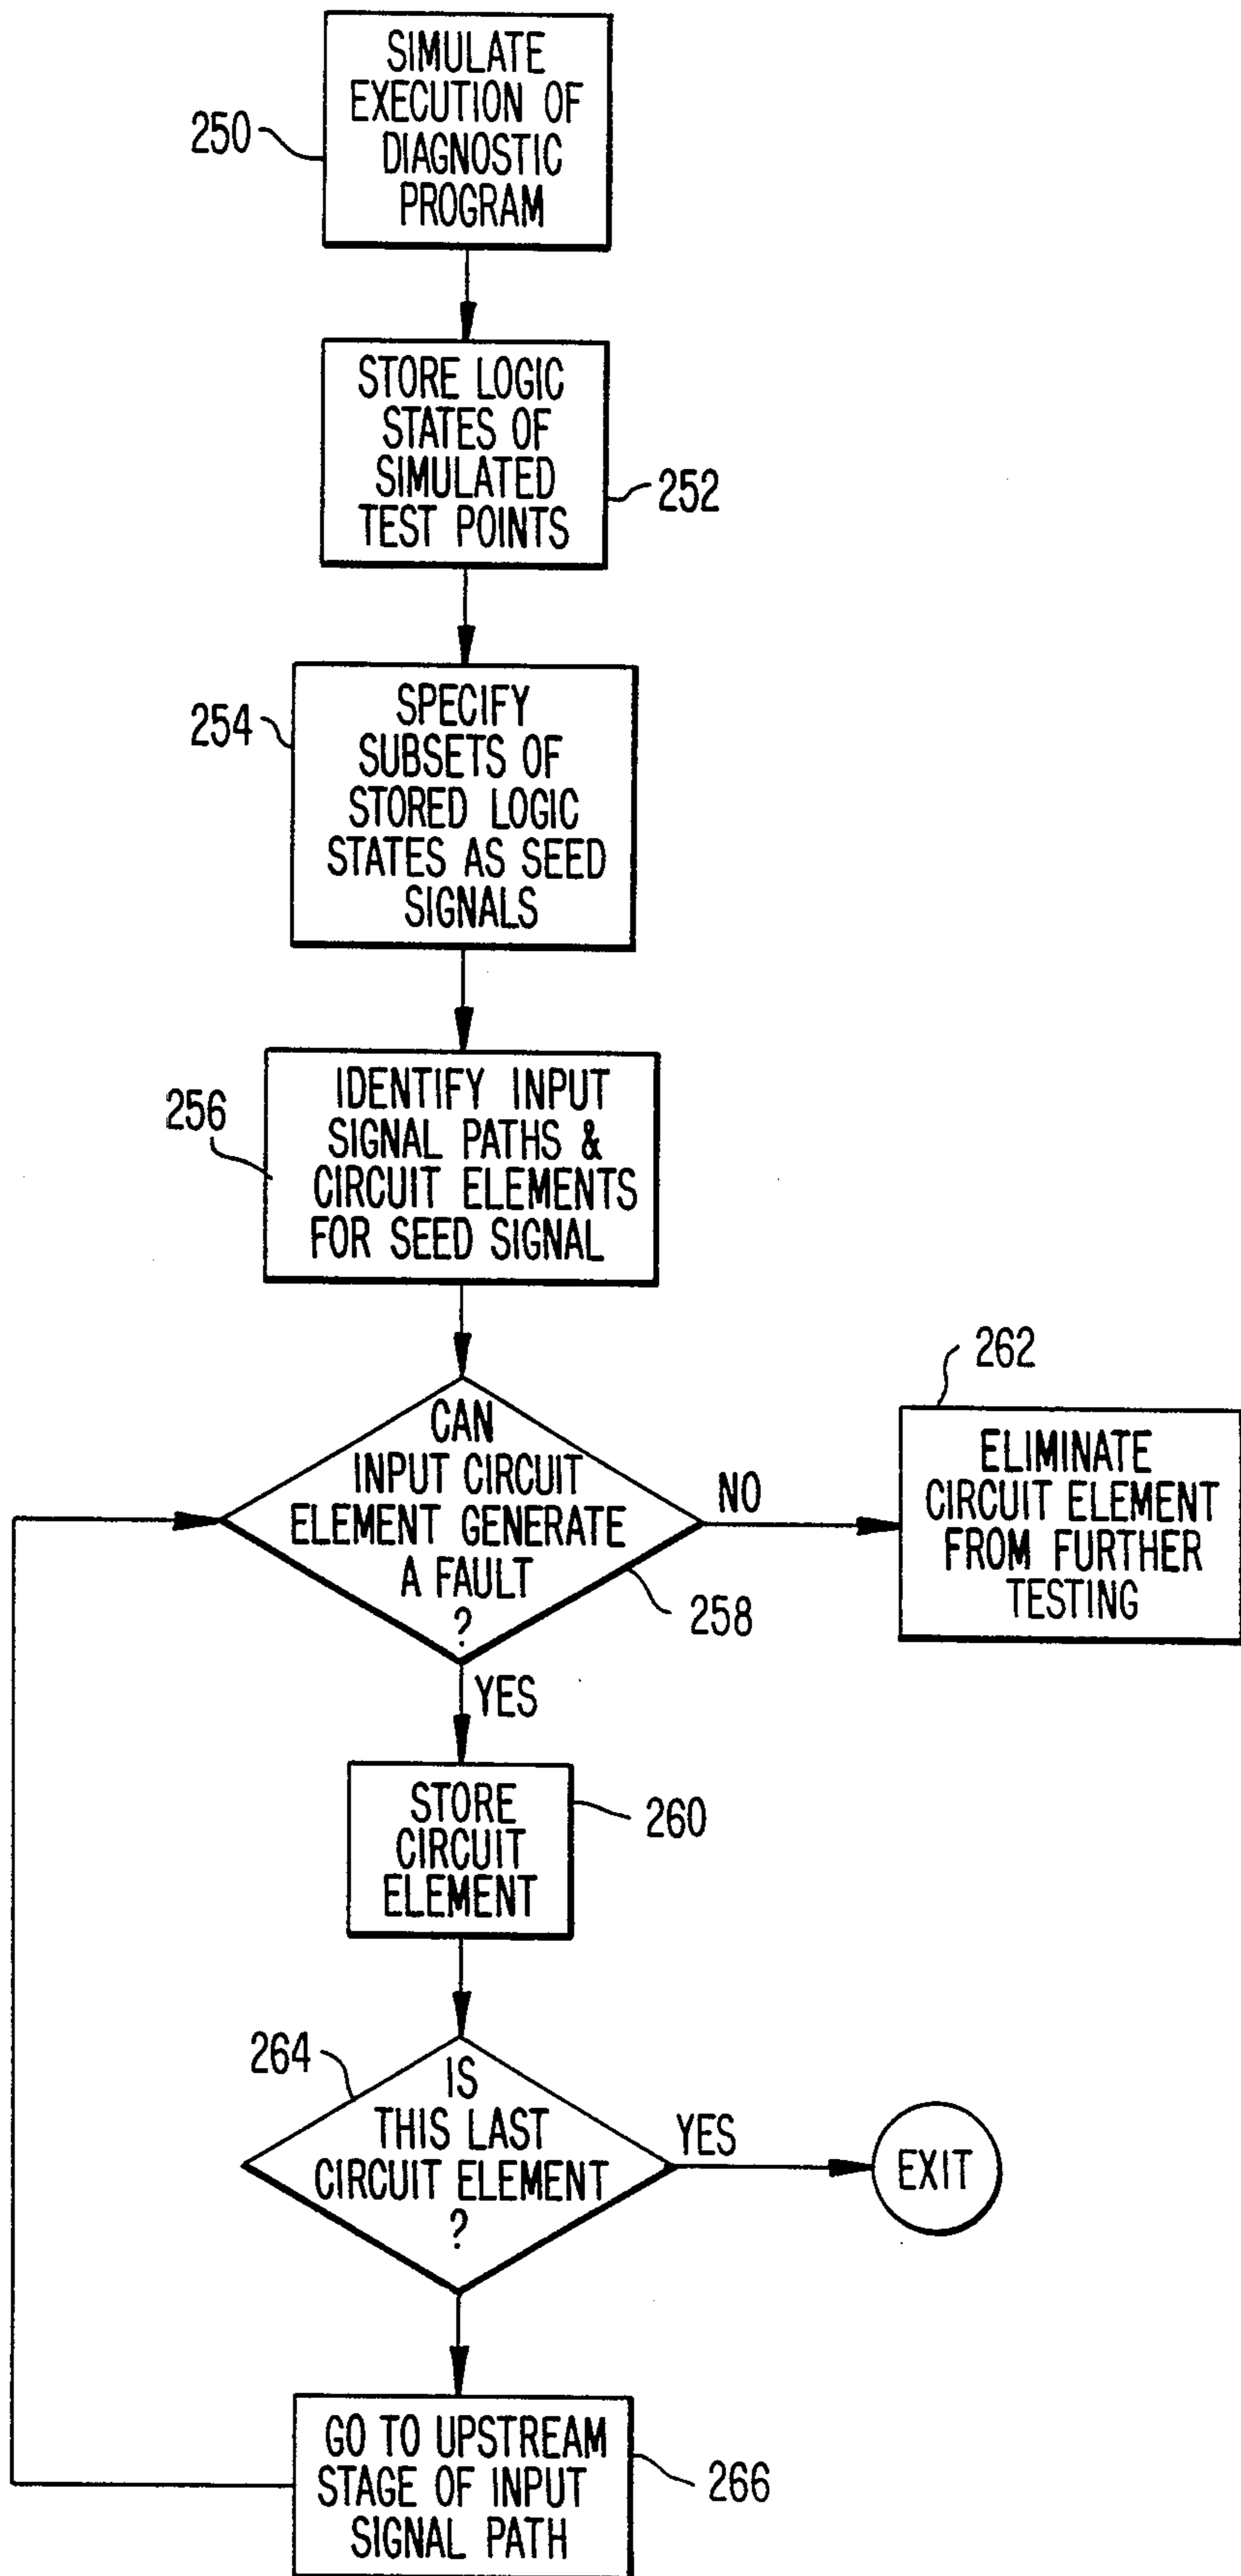 SIMULATE
EXECUTION OF
DIAGNOSTIC
PROGRAM
250
STORE LOGIC
STATES OF
SIMULATED
TEST POINTS
252
SPECIFY
SUBSETS OF
STORED LOGIC
STATES AS SEED
SIGNALS
254
IDENTIFY INPUT
SIGNAL PATHS &
CIRCUIT ELEMENTS
FOR SEED SIGNAL
256
CAN
INPUT CIRCUIT
ELEMENT GENERATE
A FAULT
?
258
NO
262
ELIMINATE
CIRCUIT ELEMENT
FROM FURTHER
TESTING
YES
STORE
CIRCUIT
ELEMENT
260
264
IS
THIS LAST
CIRCUIT ELEMENT
?
YES
EXIT
GO TO UPSTREAM
STAGE OF INPUT
SIGNAL PATH
266